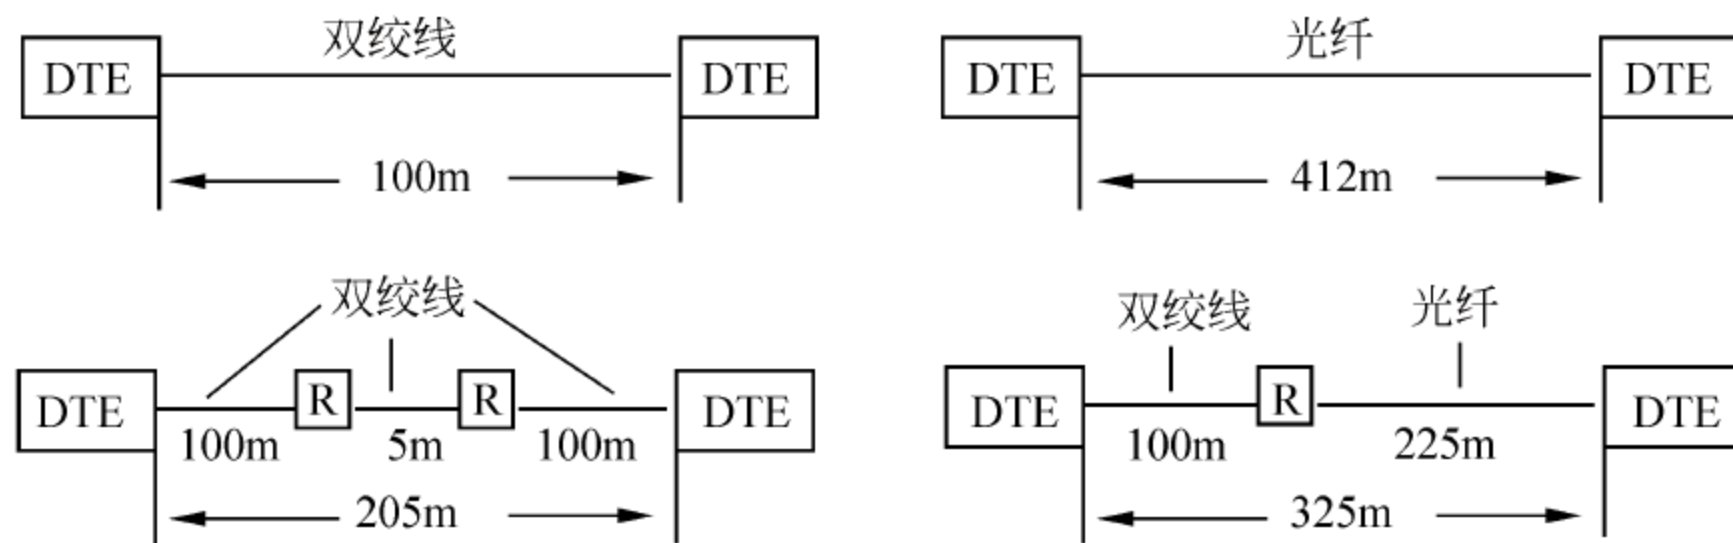 双绞线
DTE DTE
100m
光纤
DTE DTE
412m
双绞线
DTE R R DTE
100m 5m 100m
205m
双绞线 光纤
DTE R DTE
100m 225m
325m